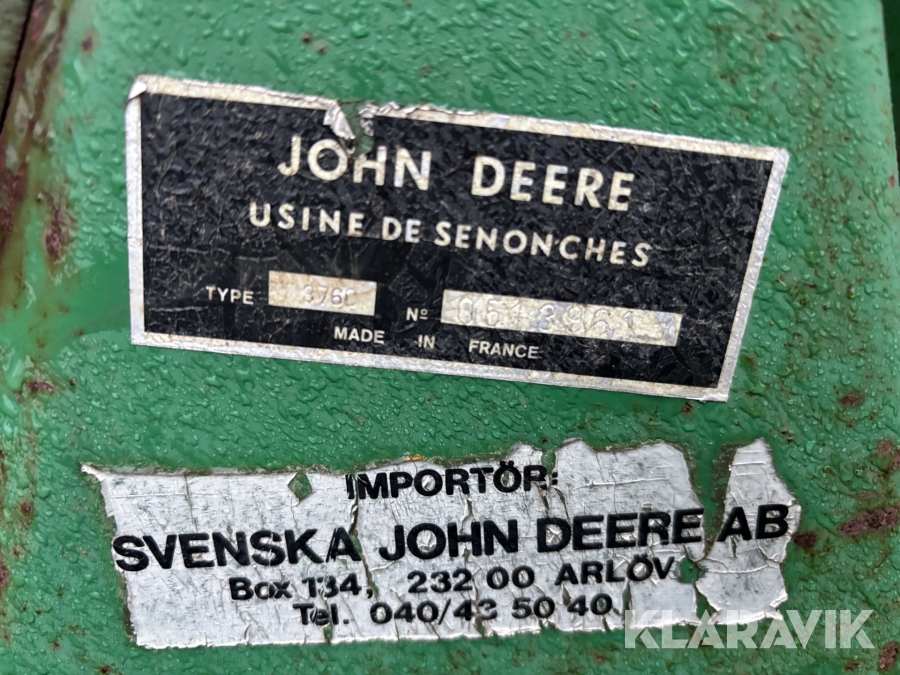 JOHN DEERE
USINE DE SENONCHES
TYPE Nº
MADE IN FRANCE
IMPORTÖR:
SVENSKA JOHN DEERE AB
Box 134, 232 00 ARLÖV
Tel. 040/43 50 40
KLARAVIK